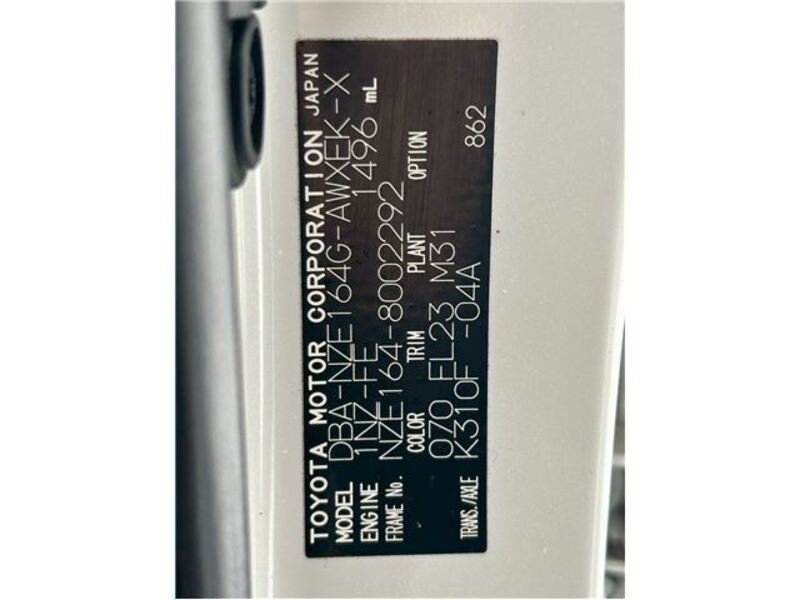 TOYOTA MOTOR CORPORATION JAPAN
MODEL DBA-NZE164G-AWXEK-X
ENGINE 1NZ-FE 1496 mL
FRAME No. NZE164-8002292
COLOR TRIM PLANT OPTION
070 FL23 M31
TRANS./AXLE K310F -04A 862